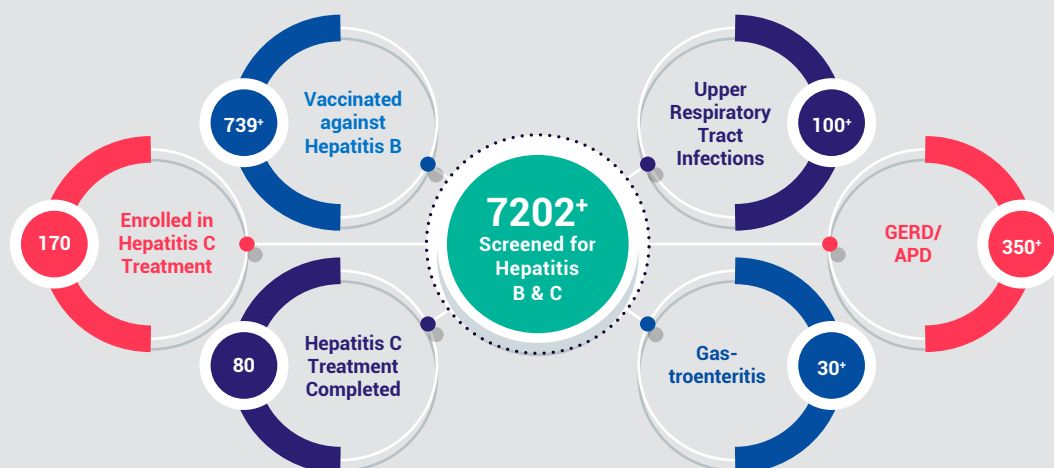 739+
Vaccinated
against
Hepatitis B
170
Enrolled in
Hepatitis C
Treatment
80
Hepatitis C
Treatment
Completed
7202+
Screened for
Hepatitis
B & C
Upper
Respiratory
Tract
Infections
100+
GERD/
APD
350+
Gas-
troenteritis
30+